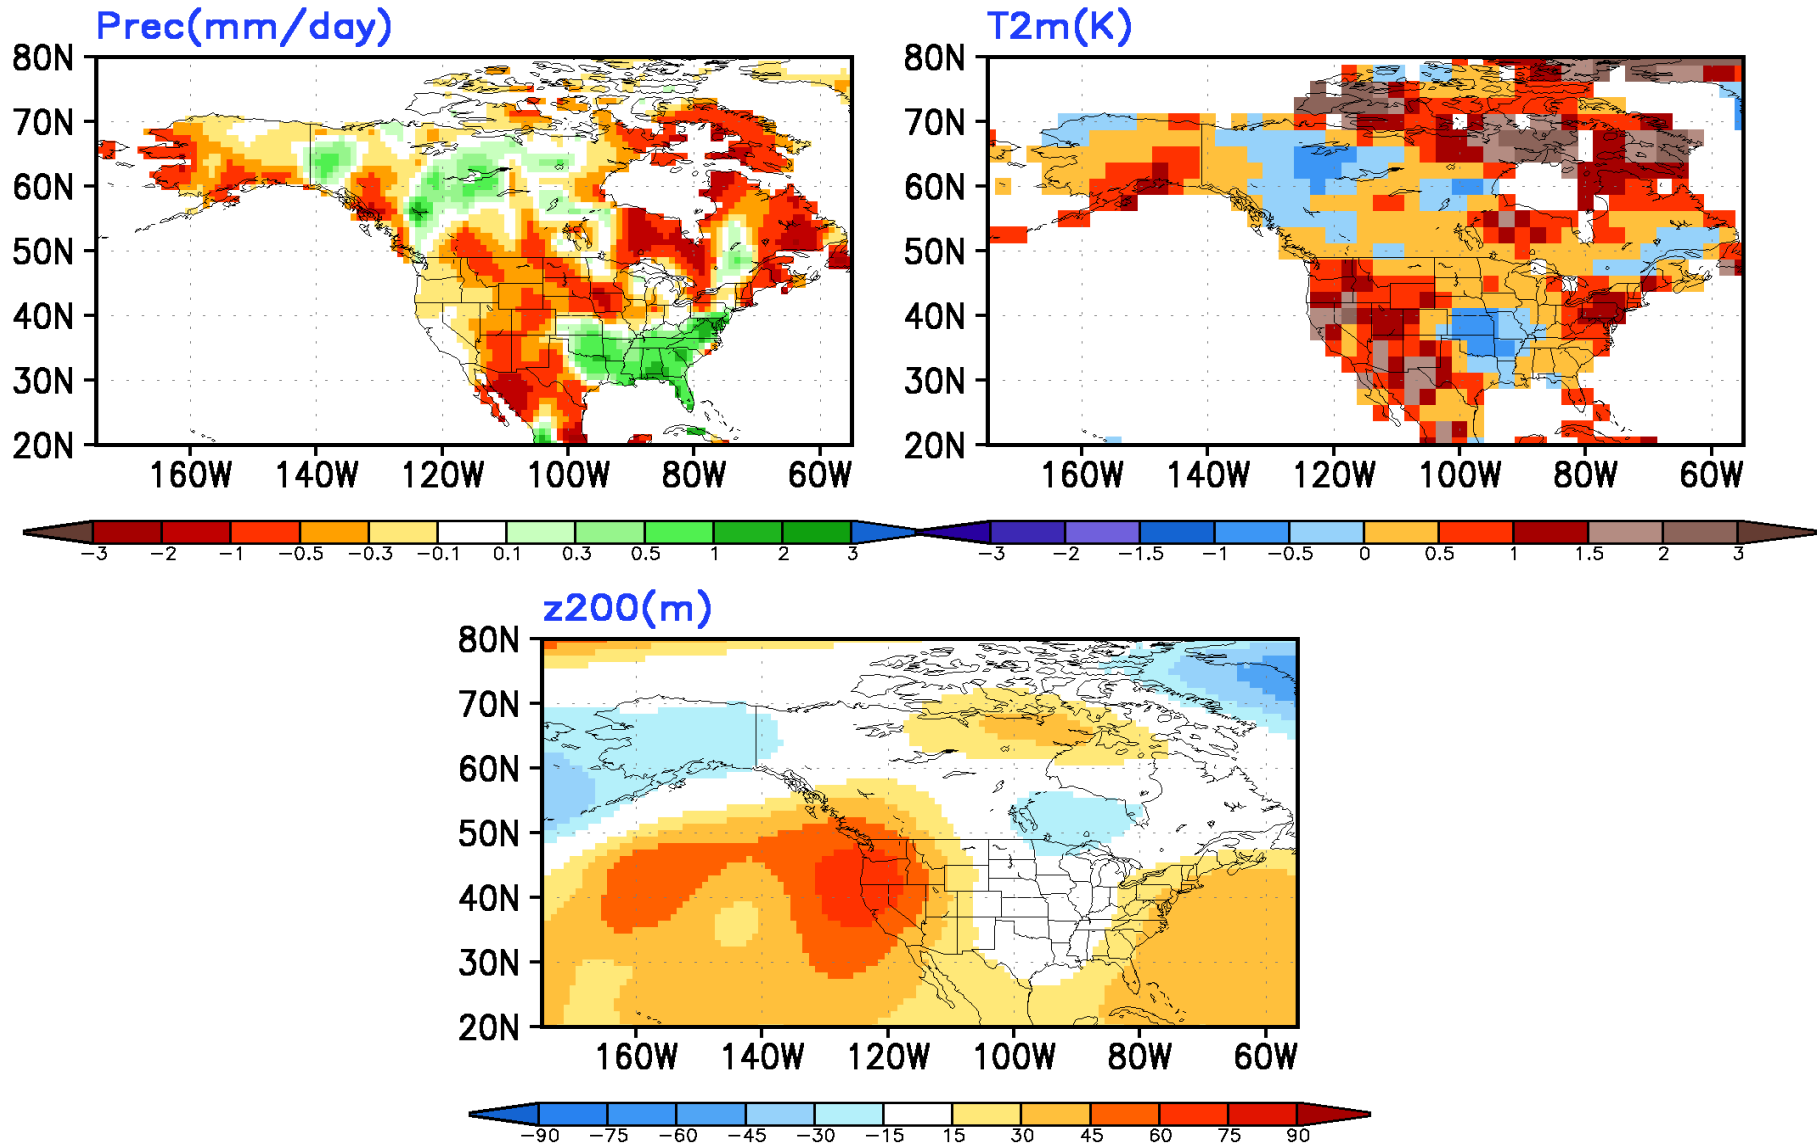 Prec(mm/day)
80N
70N
60N
50N
40N
30N
20N
160W 140W 120W 100W 80W 60W
-3 -2 -1 -0.5 -0.3 -0.1 0.1 0.3 0.5 1 2 3
T2m(K)
80N
70N
60N
50N
40N
30N
20N
160W 140W 120W 100W 80W 60W
-3 -2 -1.5 -1 -0.5 0 0.5 1 1.5 2 3
z200(m)
80N
70N
60N
50N
40N
30N
20N
160W 140W 120W 100W 80W 60W
-90 -75 -60 -45 -30 -15 15 30 45 60 75 90